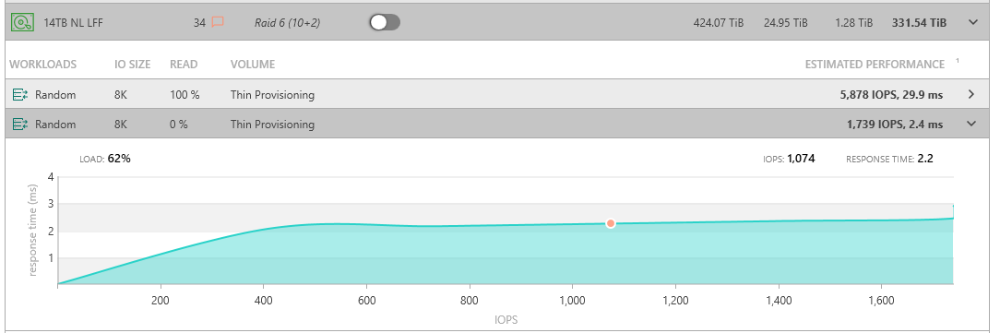 14TB NL LFF 34 Raid 6 (10+2) 424.07 TiB 24.95 TiB 1.28 TiB 331.54 TiB
WORKLOADS IO SIZE READ VOLUME ESTIMATED PERFORMANCE 1
Random 8K 100 % Thin Provisioning 5,878 IOPS, 29.9 ms
Random 8K 0 % Thin Provisioning 1,739 IOPS, 2.4 ms
LOAD: 62% IOPS: 1,074 RESPONSE TIME: 2.2
response time (ms)
4
3
2
1
200 400 600 800 1,000 1,200 1,400 1,600
IOPS